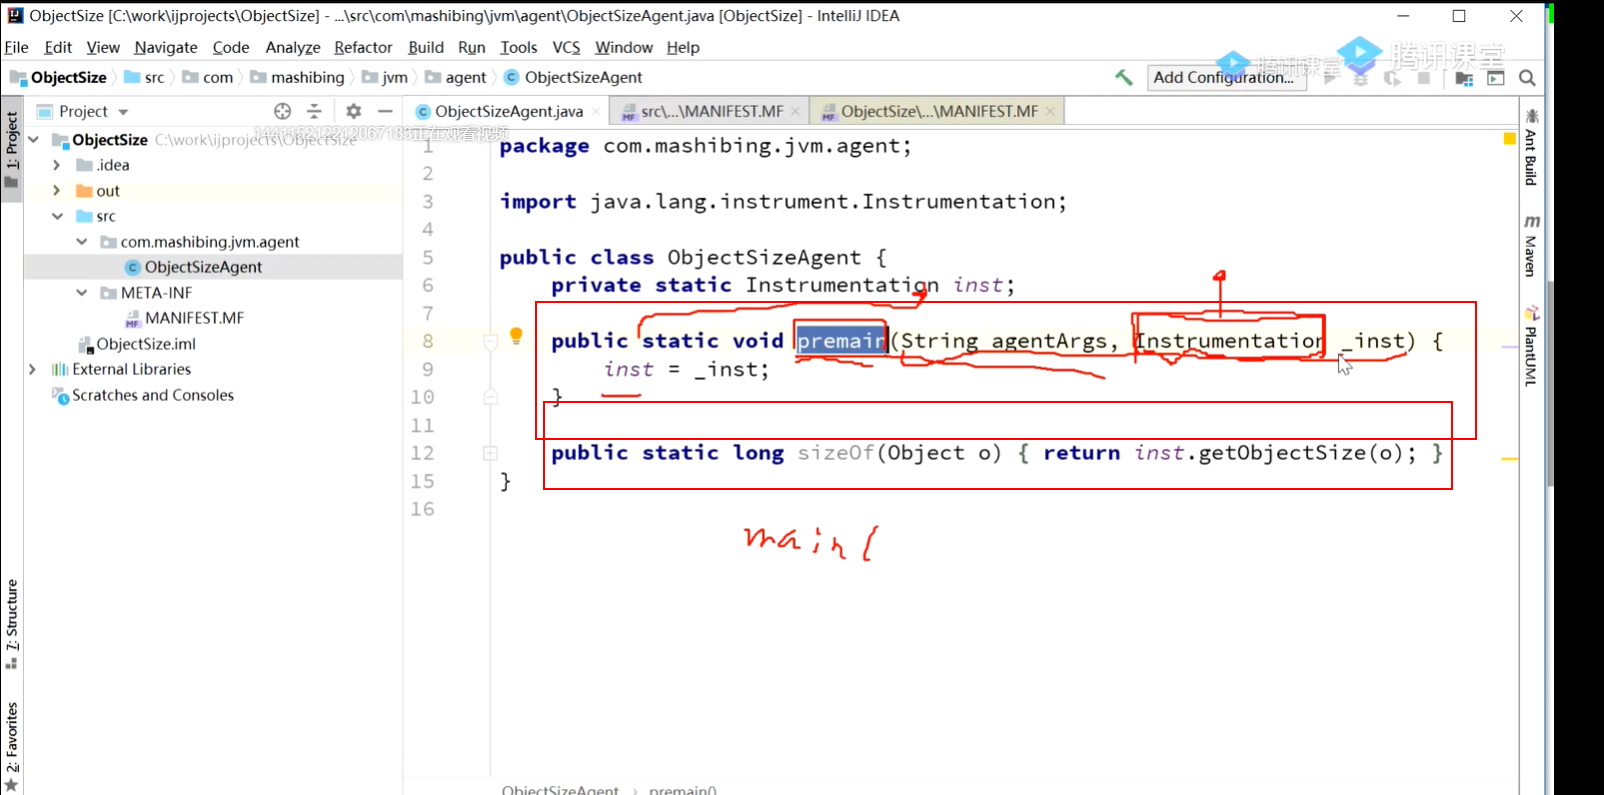 ObjectSize [C:\work\ijprojects\ObjectSize] - ...\src\com\mashibing\jvm\agent\ObjectSizeAgent.java [ObjectSize] - IntelliJ IDEA
File Edit View Navigate Code Analyze Refactor Build Run Tools VCS Window Help
ObjectSize src com mashibing jvm agent ObjectSizeAgent Add Configuration...
腾讯课堂 腾讯课堂
Project ObjectSizeAgent.java src\...\MANIFEST.MF ObjectSize\...\MANIFEST.MF
144115212212067183正在观看视频
ObjectSize C:\work\ijprojects\ObjectSize
.idea
out
src
com.mashibing.jvm.agent
ObjectSizeAgent
META-INF
MANIFEST.MF
ObjectSize.iml
External Libraries
Scratches and Consoles
1: Project
7: Structure
2: Favorites
1 package com.mashibing.jvm.agent;
2
3 import java.lang.instrument.Instrumentation;
4
5 public class ObjectSizeAgent {
6 private static Instrumentation inst;
7
8 public static void premain(String agentArgs, Instrumentation _inst) {
9 inst = _inst;
10 }
11
12 public static long sizeOf(Object o) { return inst.getObjectSize(o); }
15 }
16
main(
ObjectSizeAgent › premain()
Ant Build
m Maven
PlantUML